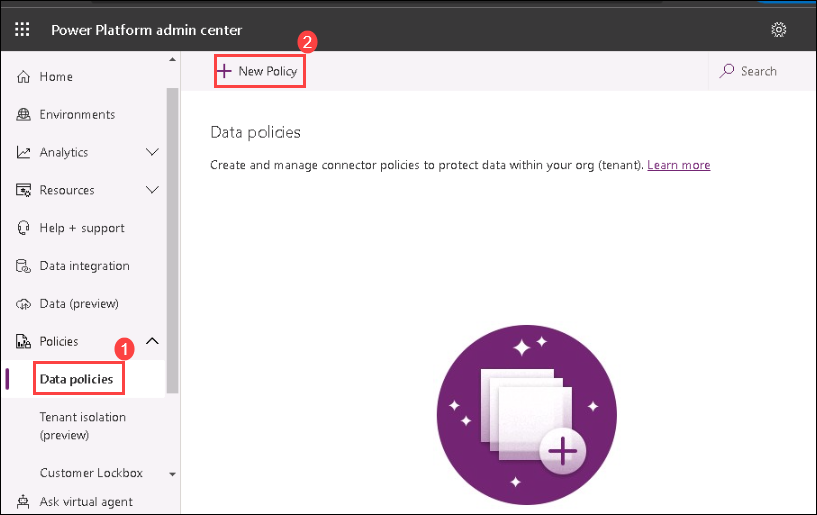 Power Platform admin center
2
New Policy
Search
Home
Environments
Analytics
Resources
Help + support
Data integration
Data (preview)
Policies
1
Data policies
Tenant isolation
(preview)
Customer Lockbox
Ask virtual agent
Data policies
Create and manage connector policies to protect data within your org (tenant). Learn more